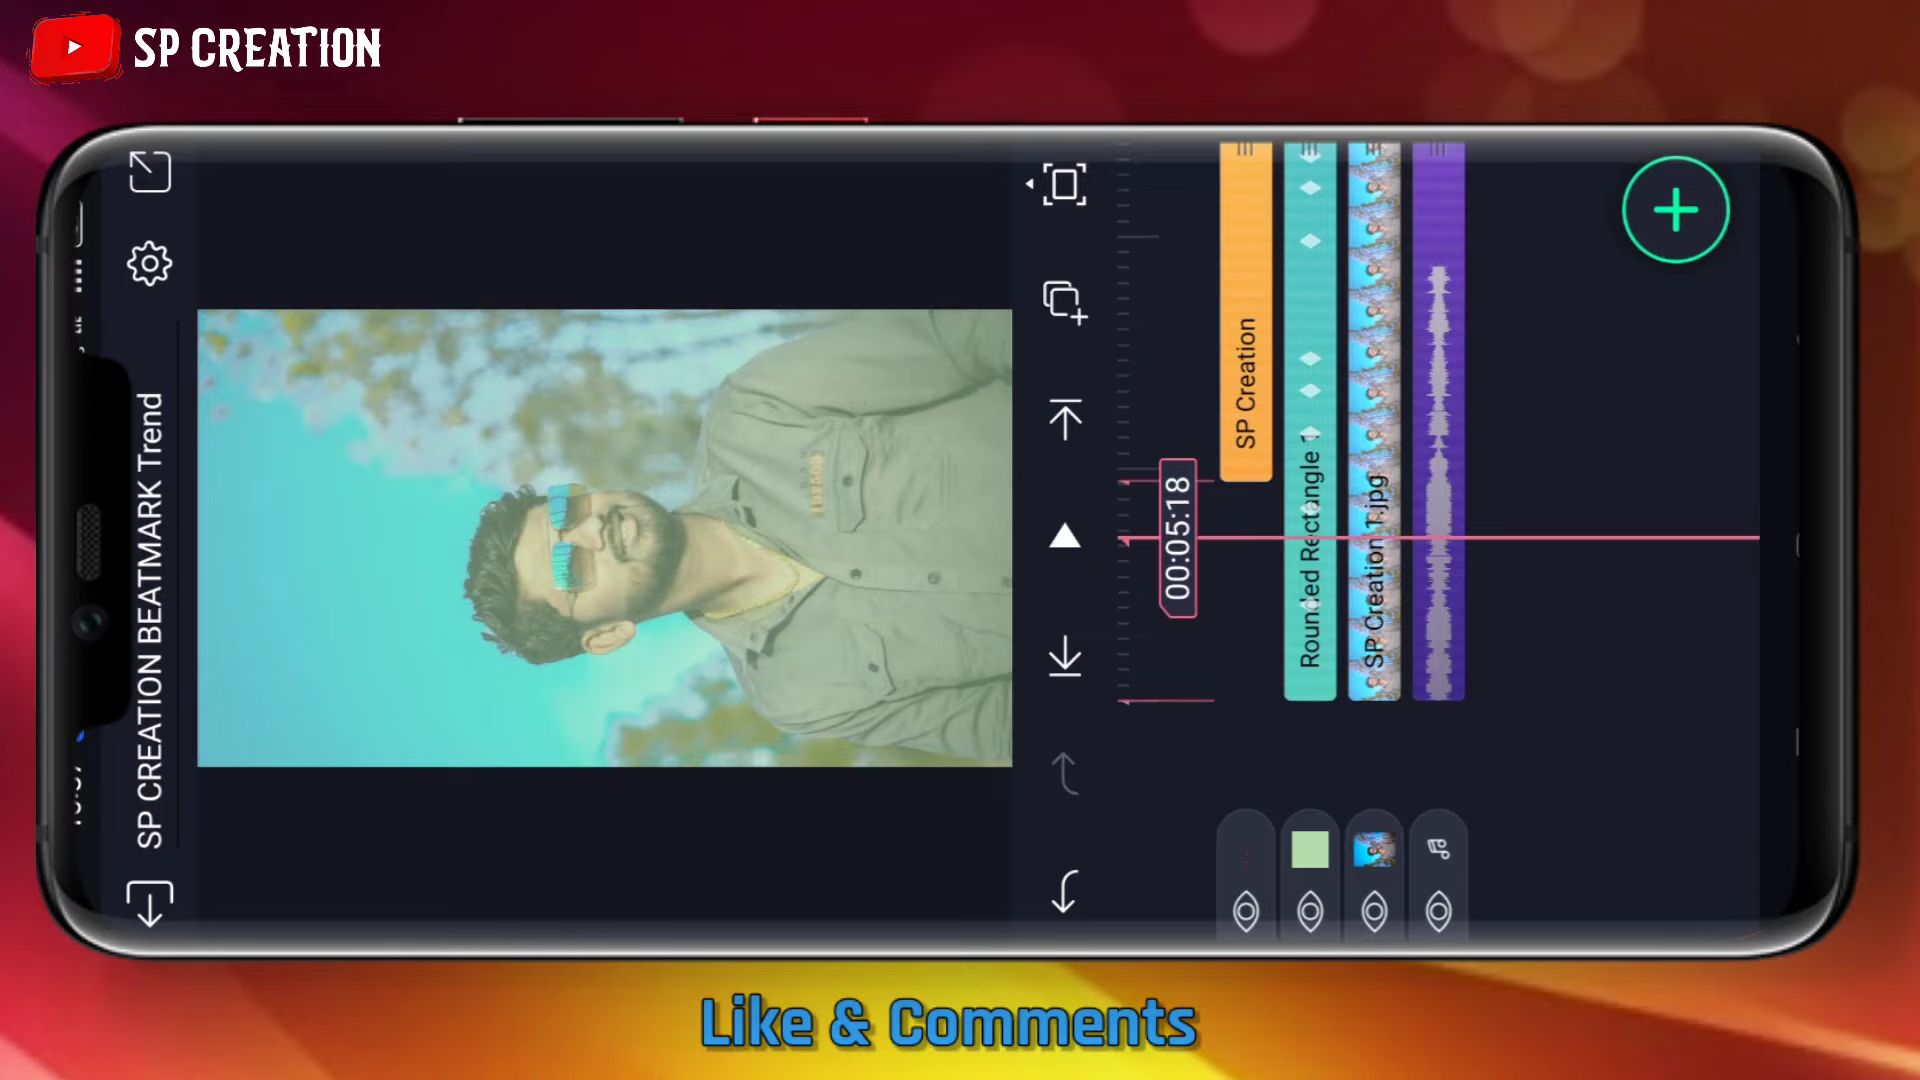 SP CREATION
SP CREATION BEATMARK Trend
00:05:18
SP Creation
Rounded Rectangle 1
SP Creation 1.jpg
Like & Comments